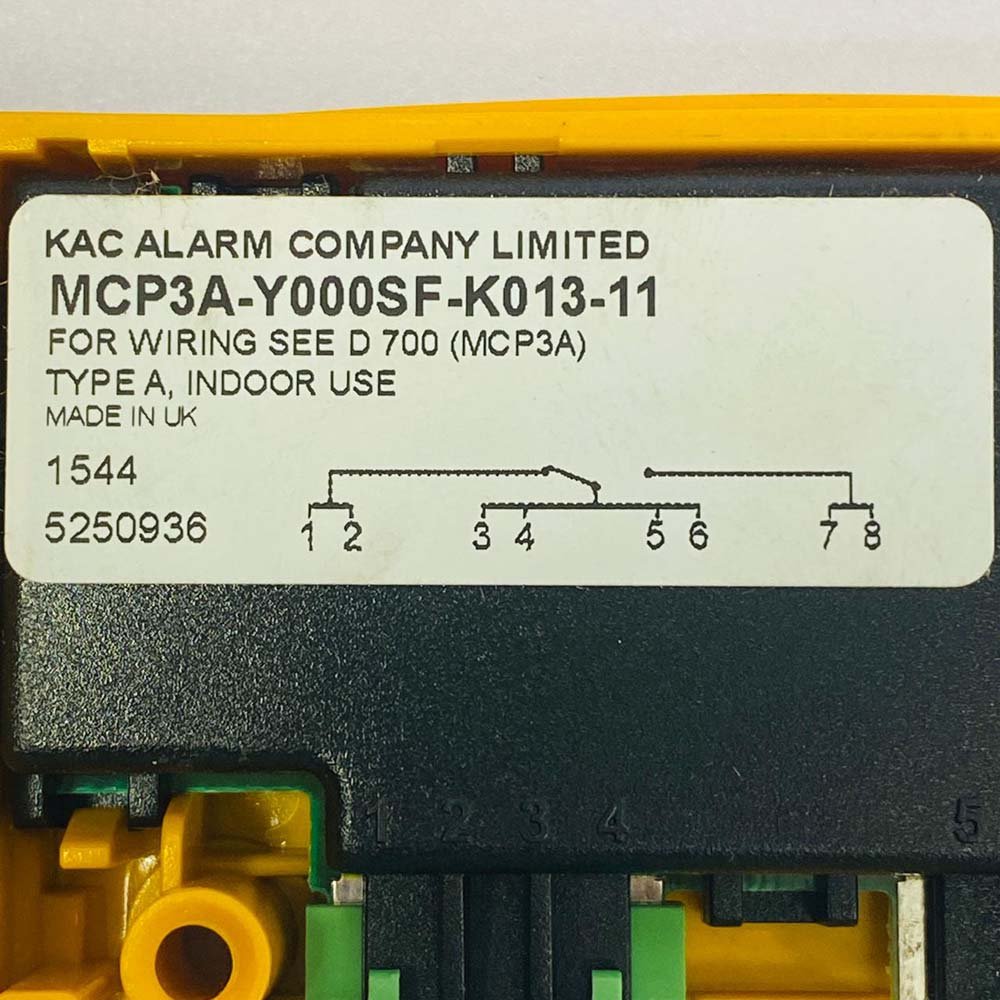 KAC ALARM COMPANY LIMITED
MCP3A-Y000SF-K013-11
FOR WIRING SEE D 700 (MCP3A)
TYPE A, INDOOR USE
MADE IN UK
1544
5250936
1 2 3 4 5 6 7 8
1 2 3 4 5